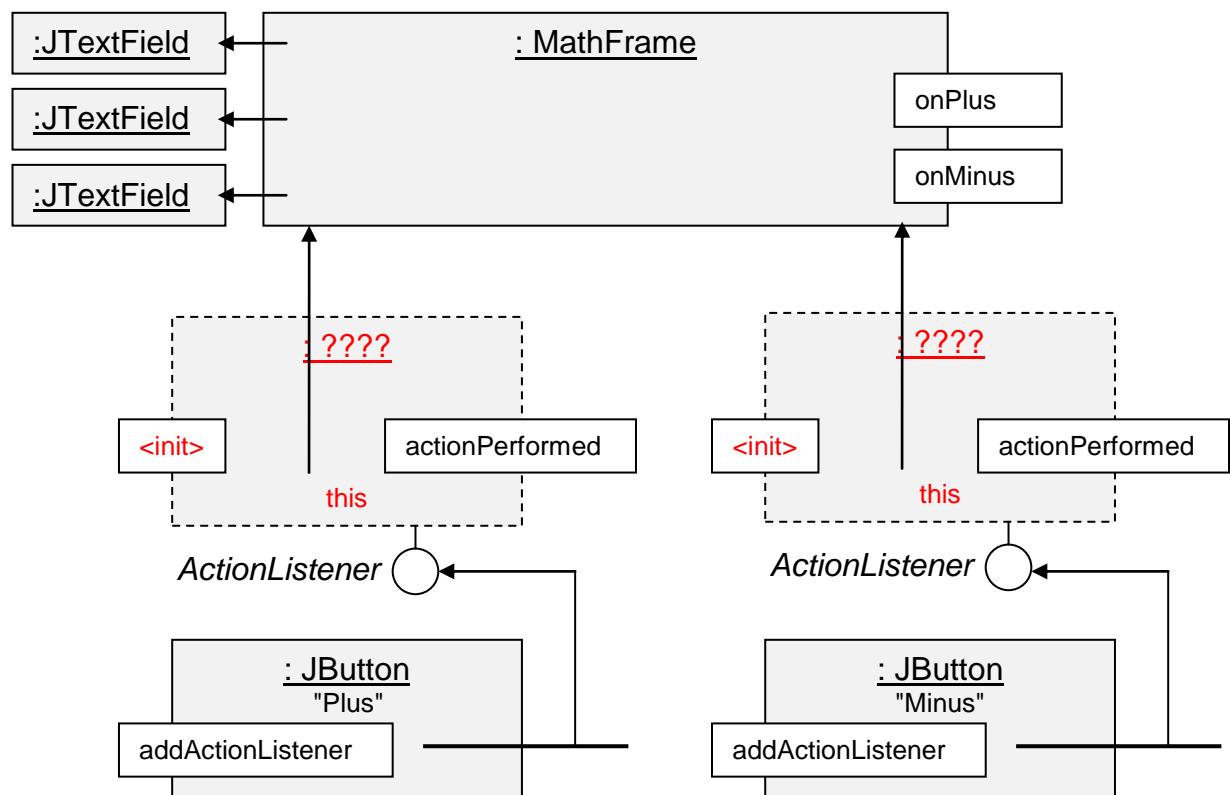 :JTextField
: MathFrame
onPlus
:JTextField
onMinus
:JTextField
: ????
<init>
actionPerformed
this
ActionListener
: ????
<init>
actionPerformed
this
ActionListener
: JButton
"Plus"
addActionListener
: JButton
"Minus"
addActionListener